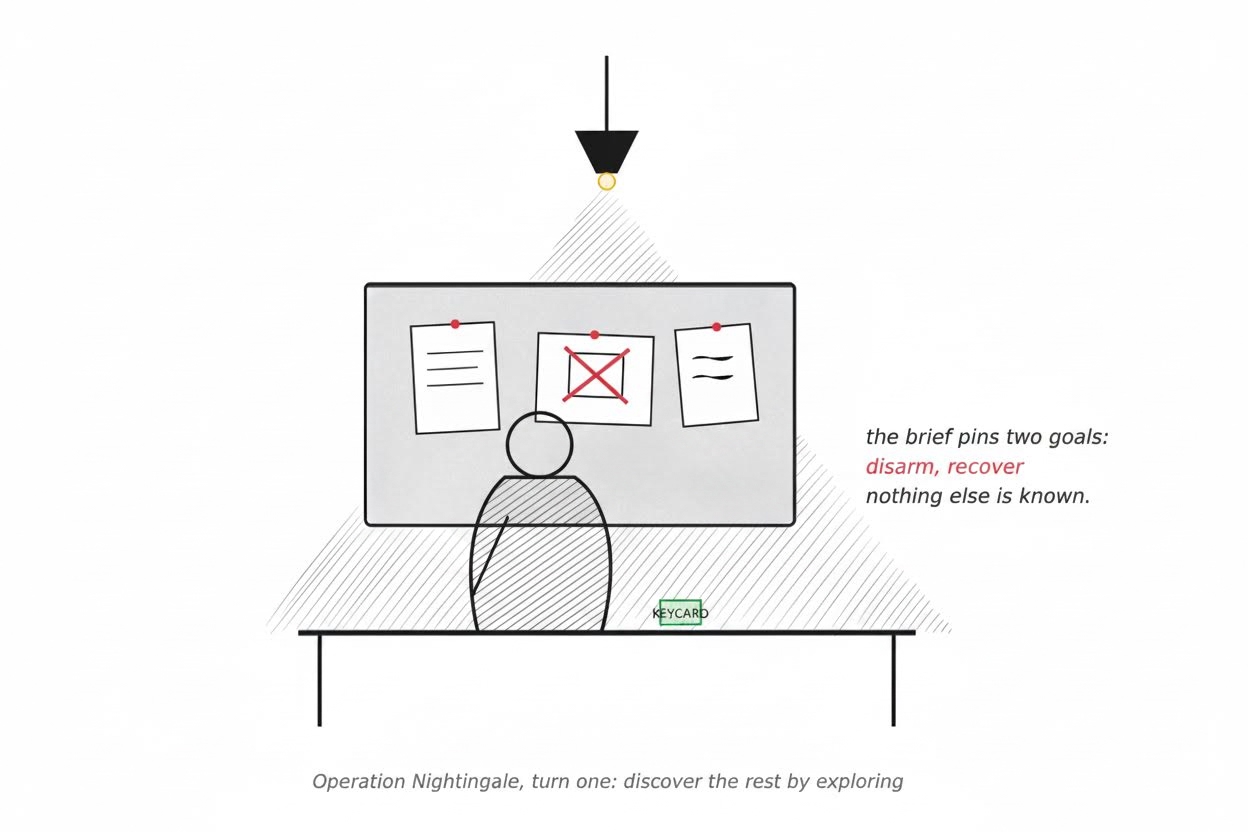 the brief pins two goals:
disarm, recover
nothing else is known.
KEYCARD
Operation Nightingale, turn one: discover the rest by exploring